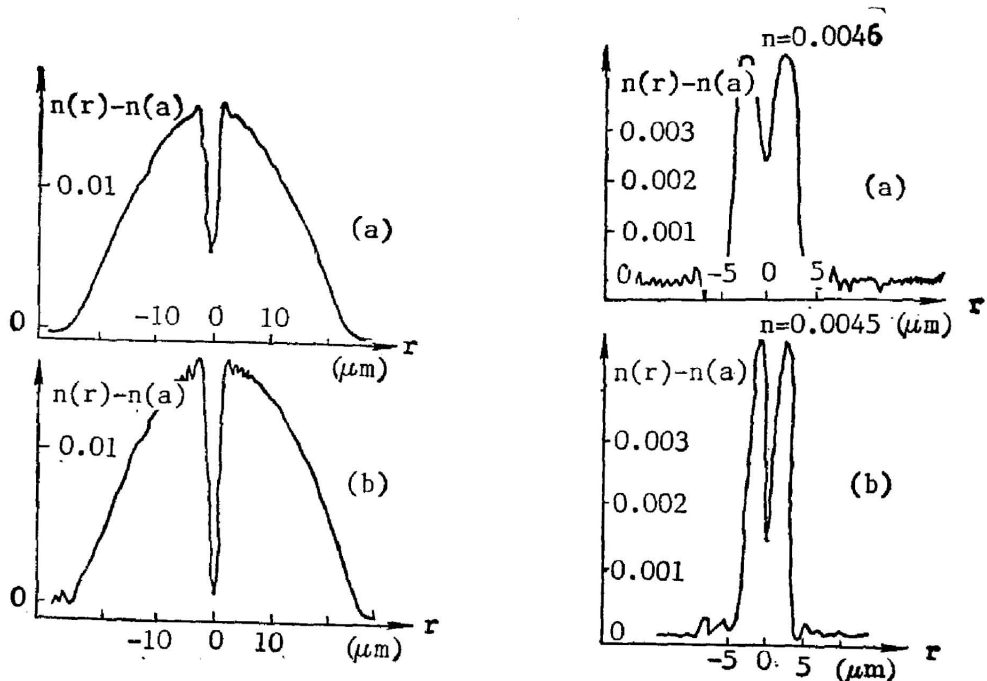 n(r)-n(a)
0.01
(a)
0
-10 0 10
r
(μm)
n(r)-n(a)
0.01
(b)
0
-10 0 10
r
(μm)
n=0.0046
n(r)-n(a)
0.003
0.002
(a)
0.001
0
-5 0 5
r
n=0.0045 (μm)
n(r)-n(a)
0.003
0.002
(b)
0.001
0
-5 0 5 (μm)
r